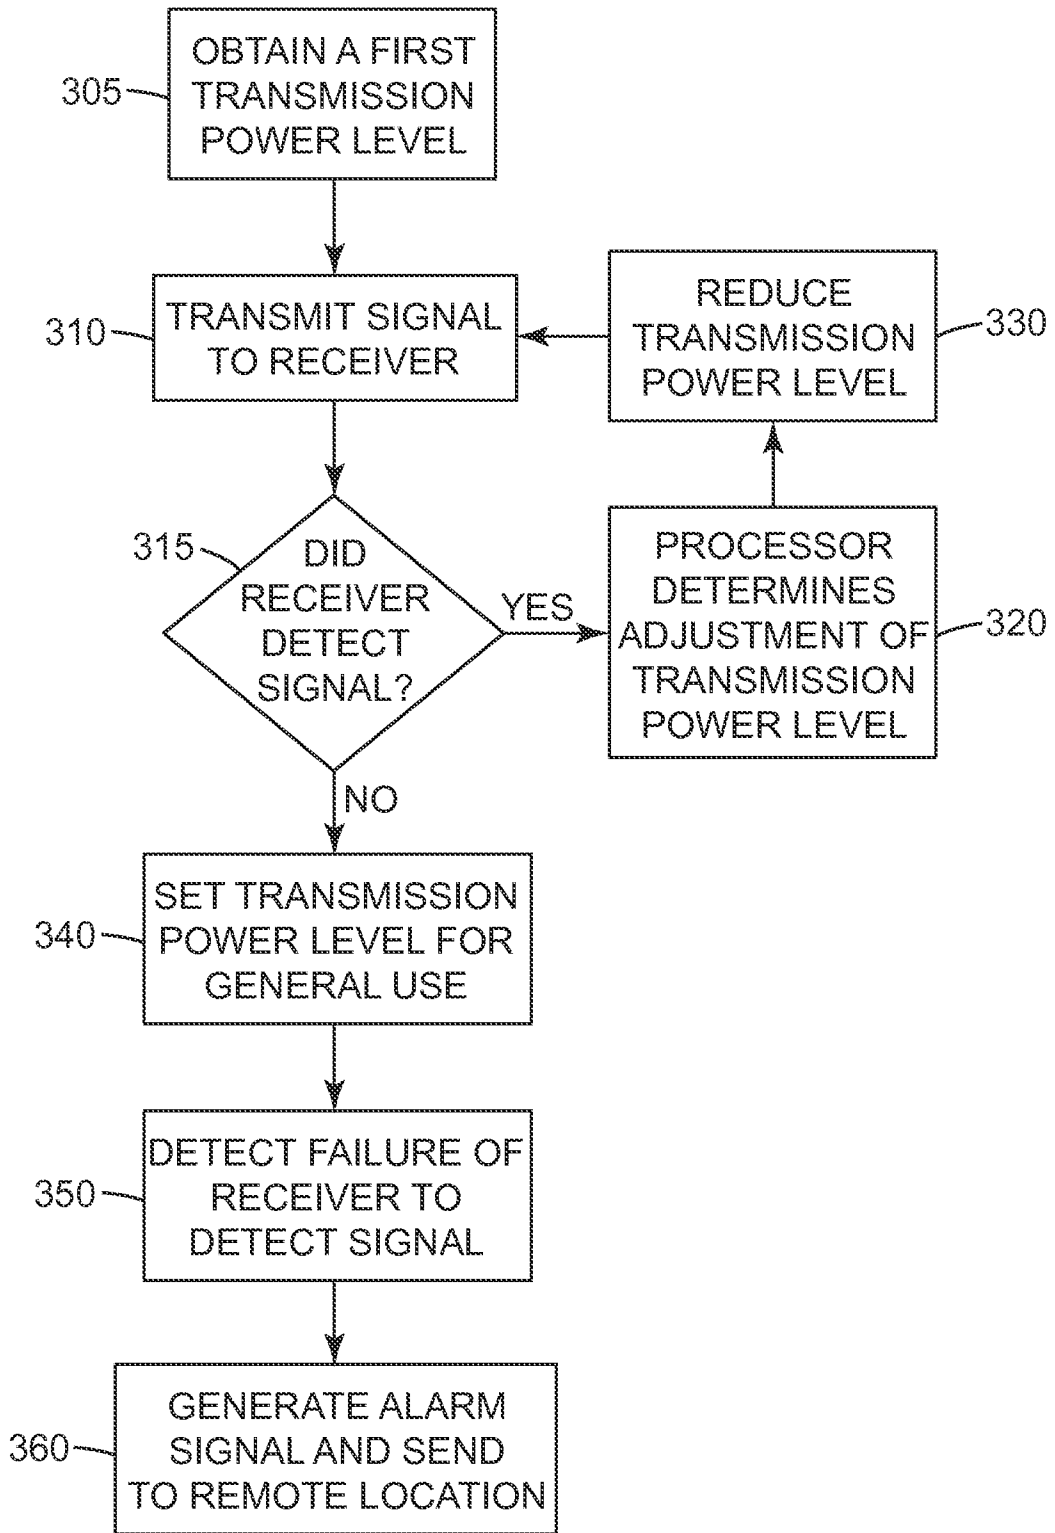 OBTAIN A FIRST
TRANSMISSION
POWER LEVEL
305
TRANSMIT SIGNAL
TO RECEIVER
310
REDUCE
TRANSMISSION
POWER LEVEL
330
DID
RECEIVER
DETECT
SIGNAL?
315
YES
PROCESSOR
DETERMINES
ADJUSTMENT OF
TRANSMISSION
POWER LEVEL
320
NO
SET TRANSMISSION
POWER LEVEL FOR
GENERAL USE
340
DETECT FAILURE OF
RECEIVER TO
DETECT SIGNAL
350
GENERATE ALARM
SIGNAL AND SEND
TO REMOTE LOCATION
360